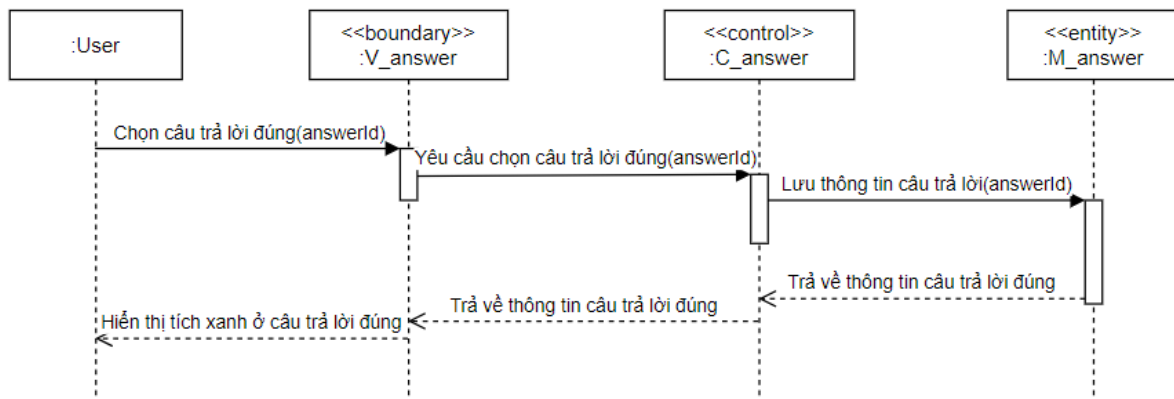 :User
<<boundary>>
:V_answer
<<control>>
:C_answer
<<entity>>
:M_answer
Chọn câu trả lời đúng(answerId)
Yêu cầu chọn câu trả lời đúng(answerId)
Lưu thông tin câu trả lời(answerId)
Trả về thông tin câu trả lời đúng
Trả về thông tin câu trả lời đúng
Hiển thị tích xanh ở câu trả lời đúng